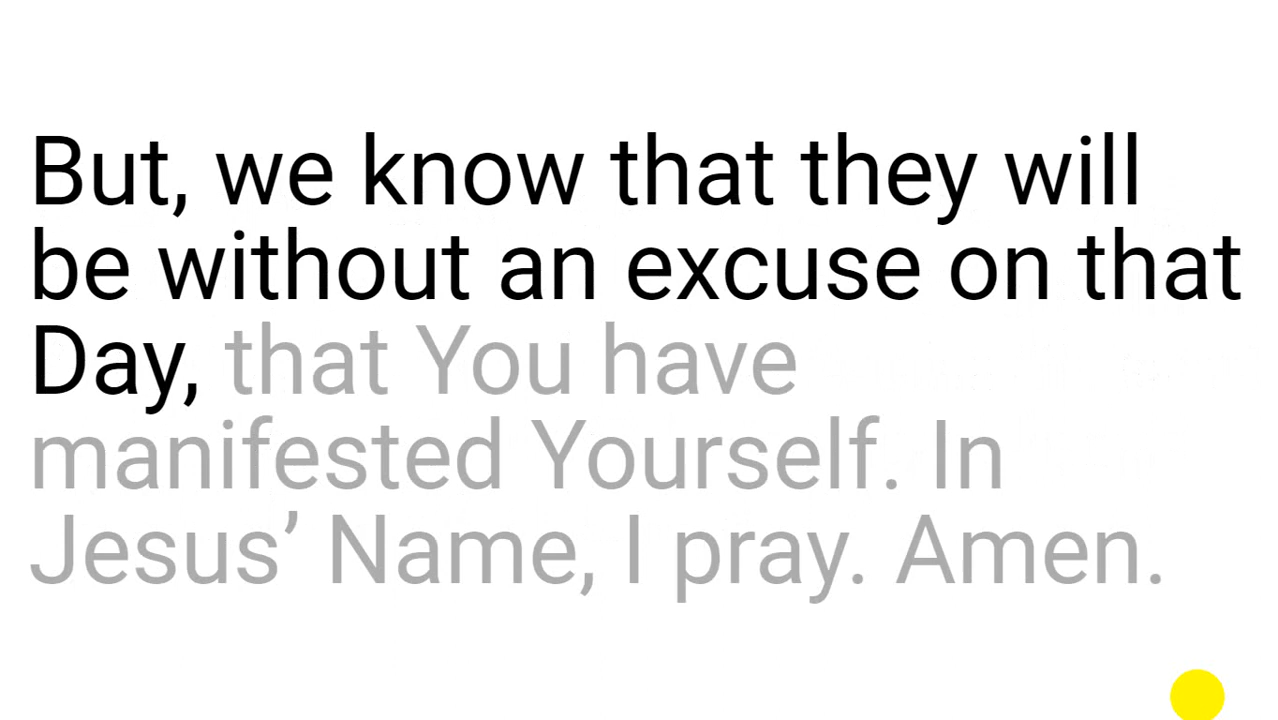 But, we know that they will
be without an excuse on that
Day, that You have
manifested Yourself. In
Jesus’ Name, I pray. Amen.